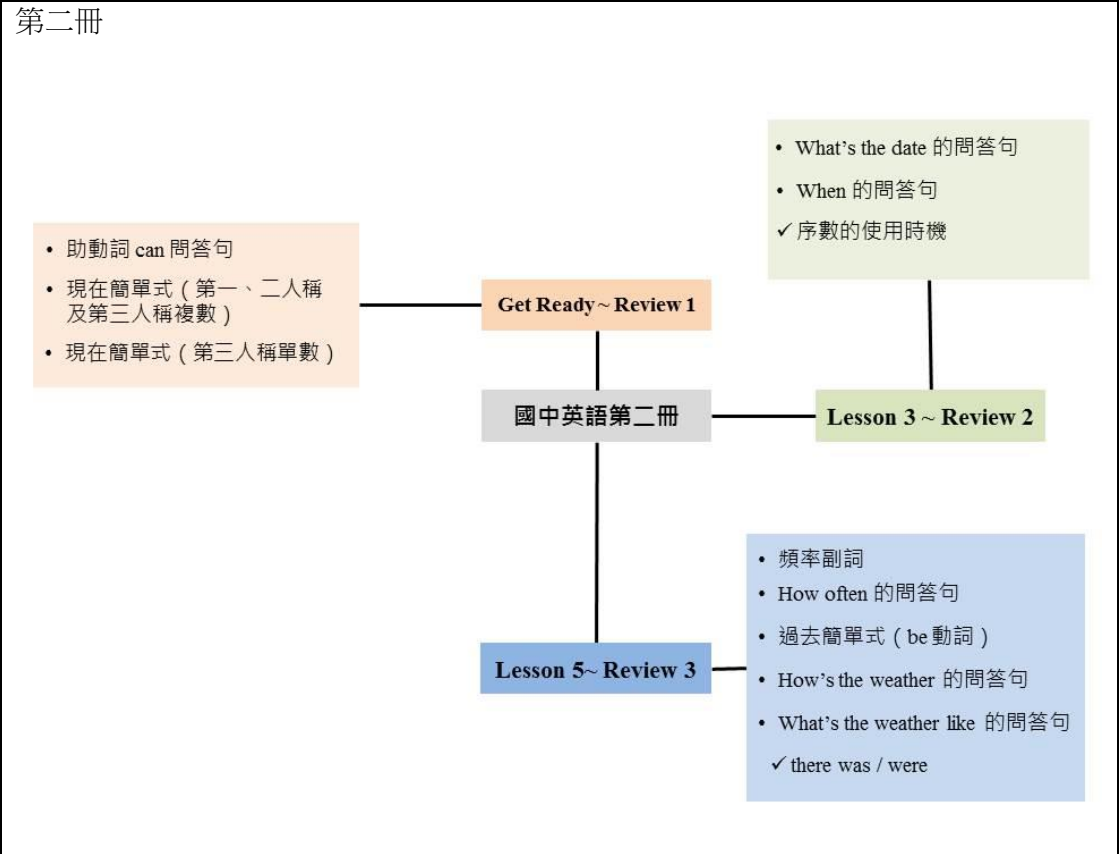 第二冊
• What's the date 的問答句
• When 的問答句
✓序數的使用時機
• 助動詞 can 問答句
• 現在簡單式（第一、二人稱
及第三人稱複數）
• 現在簡單式（第三人稱單數）
Get Ready ~ Review 1
國中英語第二冊
Lesson 3 ~ Review 2
Lesson 5~ Review 3
• 頻率副詞
• How often 的問答句
• 過去簡單式（be 動詞）
• How's the weather 的問答句
• What's the weather like 的問答句
✓ there was / were